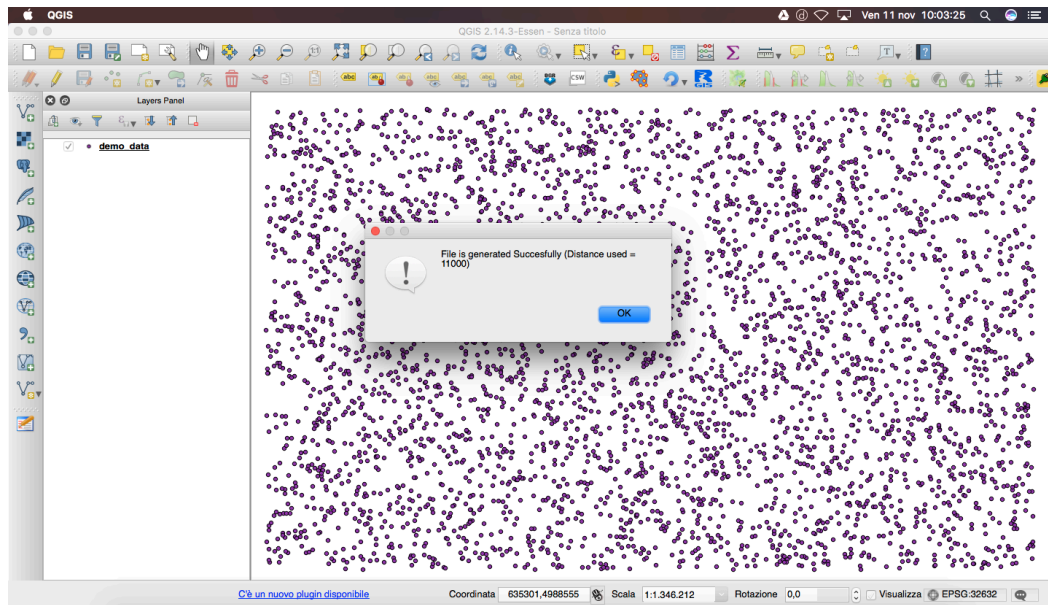 QGIS
Ven 11 nov 10:03:25
QGIS 2.14.3-Essen - Senza titolo
Layers Panel
demo_data
File is generated Succesfully (Distance used =
11000)
OK
C'è un nuovo plugin disponibile
Coordinata 635301,4988555 Scala 1:1.346.212 Rotazione 0,0 Visualizza EPSG:32632